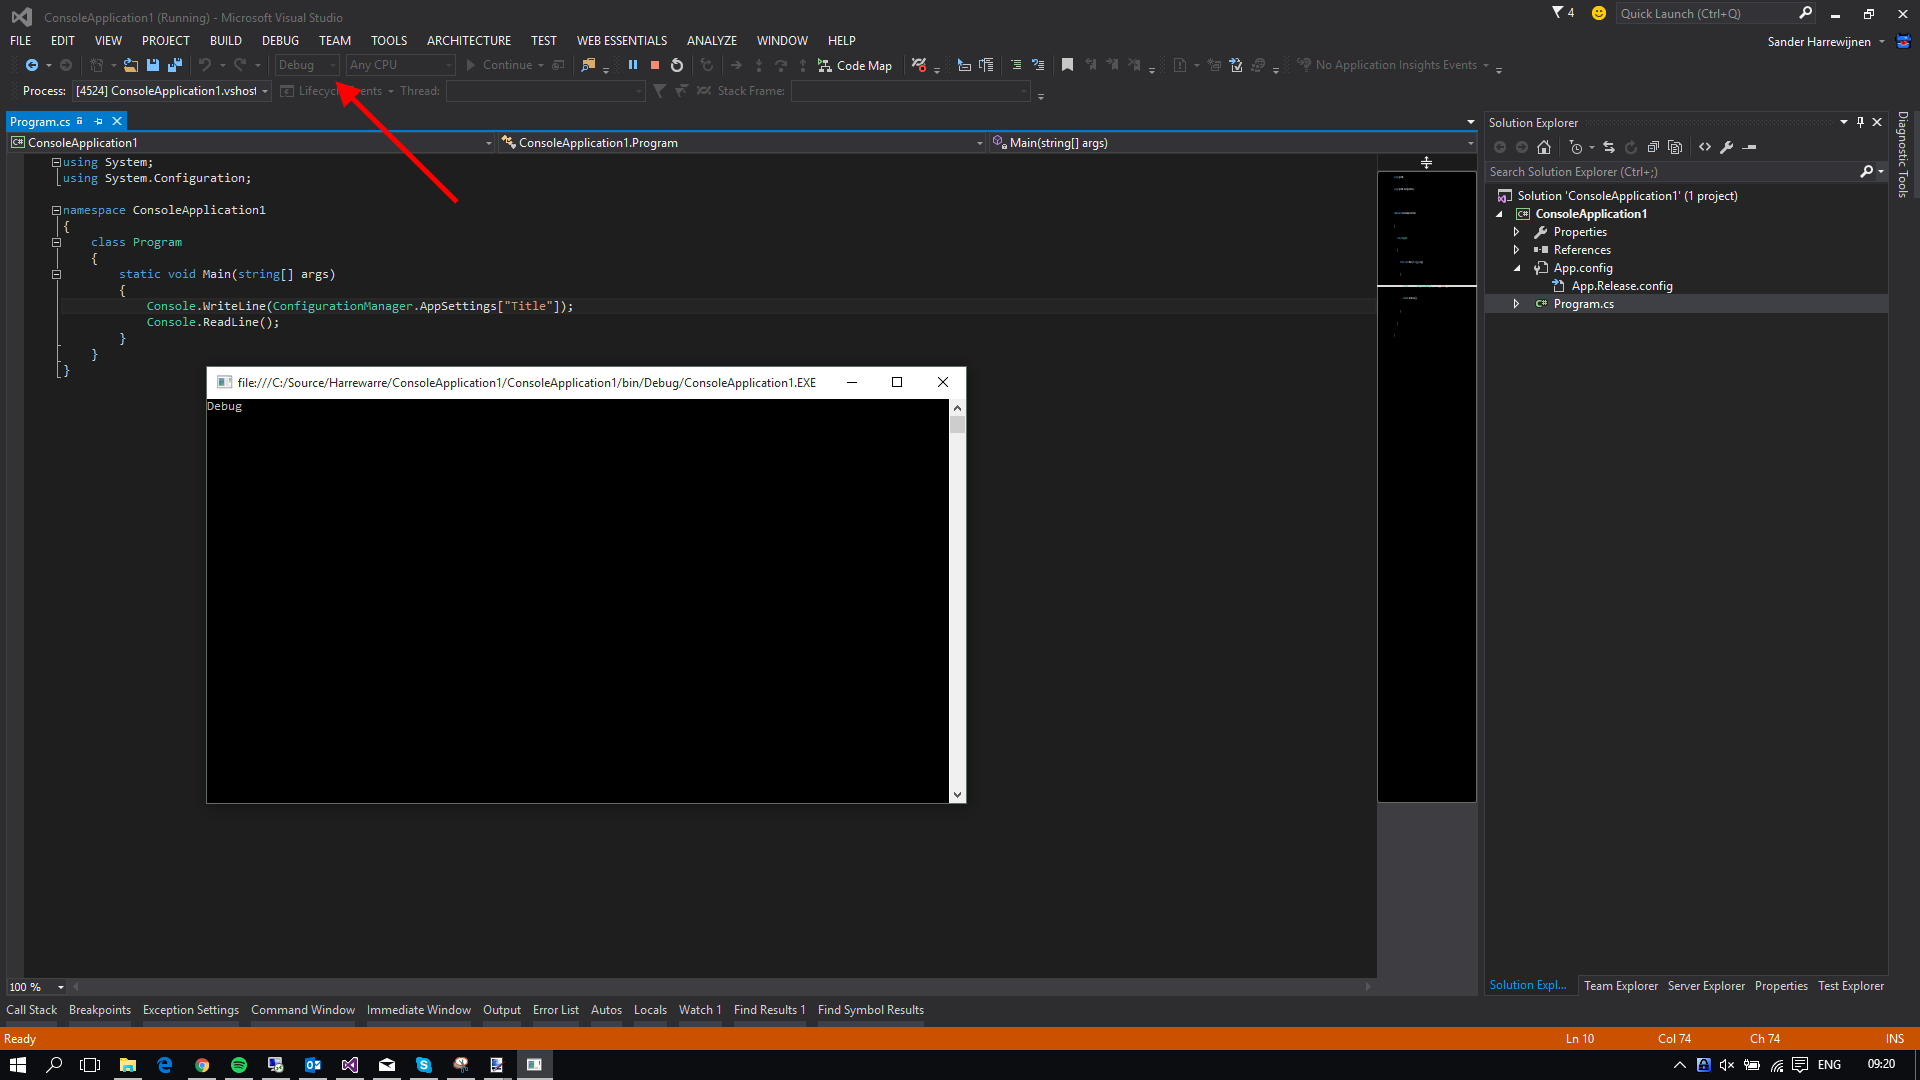 ConsoleApplication1 (Running) - Microsoft Visual Studio
4
Quick Launch (Ctrl+Q)
FILE EDIT VIEW PROJECT BUILD DEBUG TEAM TOOLS ARCHITECTURE TEST WEB ESSENTIALS ANALYZE WINDOW HELP
Sander Harrewijnen
Debug Any CPU Continue Code Map No Application Insights Events
Process: [4524] ConsoleApplication1.vshost Thread: Stack Frame:
Program.cs
ConsoleApplication1 ConsoleApplication1.Program Main(string[] args)
using System;
using System.Configuration;
namespace ConsoleApplication1
{
class Program
{
static void Main(string[] args)
{
Console.WriteLine(ConfigurationManager.AppSettings["Title"]);
Console.ReadLine();
}
}
}
file:///C:/Source/Harrewarre/ConsoleApplication1/ConsoleApplication1/bin/Debug/ConsoleApplication1.EXE
Debug
Solution Explorer
Search Solution Explorer (Ctrl+;)
Solution 'ConsoleApplication1' (1 project)
C# ConsoleApplication1
Properties
References
App.config
App.Release.config
C# Program.cs
Diagnostic Tools
100 %
Solution Expl... Team Explorer Server Explorer Properties Test Explorer
Call Stack Breakpoints Exception Settings Command Window Immediate Window Output Error List Autos Locals Watch 1 Find Results 1 Find Symbol Results
Ready Ln 10 Col 74 Ch 74 INS
ENG 09:20